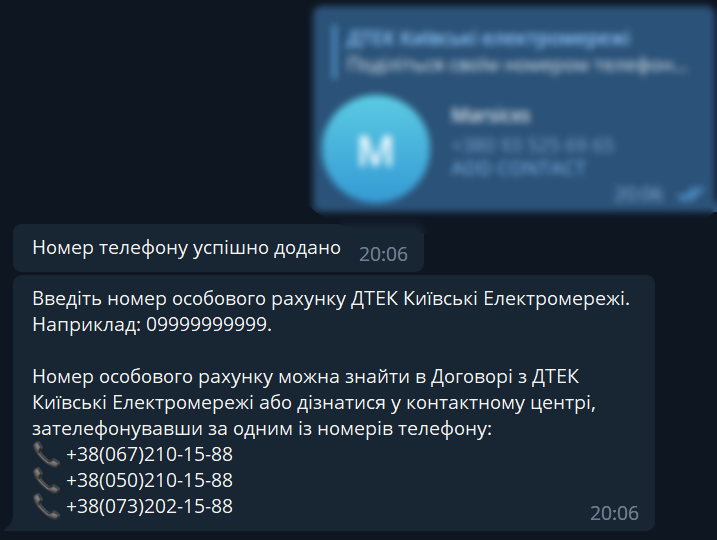 ДТЕК Київські електромережі
Поділіться своїм номером телефон...
M
ADD CONTACT
20:06
Номер телефону успішно додано
20:06
Введіть номер особового рахунку ДТЕК Київські Електромережі.
Наприклад: 09999999999.
Номер особового рахунку можна знайти в Договорі з ДТЕК
Київські Електромережі або дізнатися у контактному центрі,
зателефонувавши за одним із номерів телефону:
+38(067)210-15-88
+38(050)210-15-88
+38(073)202-15-88
20:06